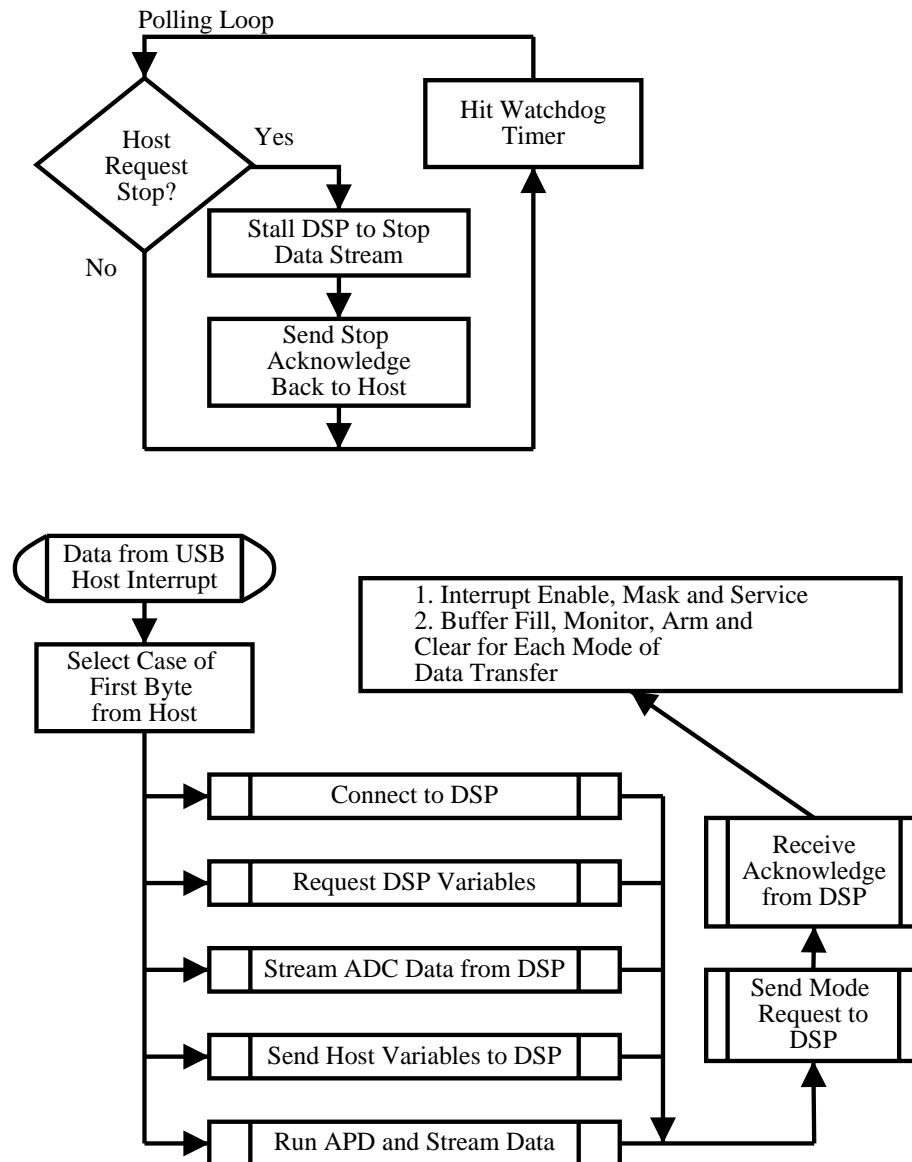 Polling Loop
Host
Request
Stop?
Yes
No
Hit Watchdog
Timer
Stall DSP to Stop
Data Stream
Send Stop
Acknowledge
Back to Host
Data from USB
Host Interrupt
Select Case of
First Byte
from Host
1. Interrupt Enable, Mask and Service
2. Buffer Fill, Monitor, Arm and
Clear for Each Mode of
Data Transfer
Connect to DSP
Request DSP Variables
Stream ADC Data from DSP
Send Host Variables to DSP
Run APD and Stream Data
Receive
Acknowledge
from DSP
Send Mode
Request to
DSP